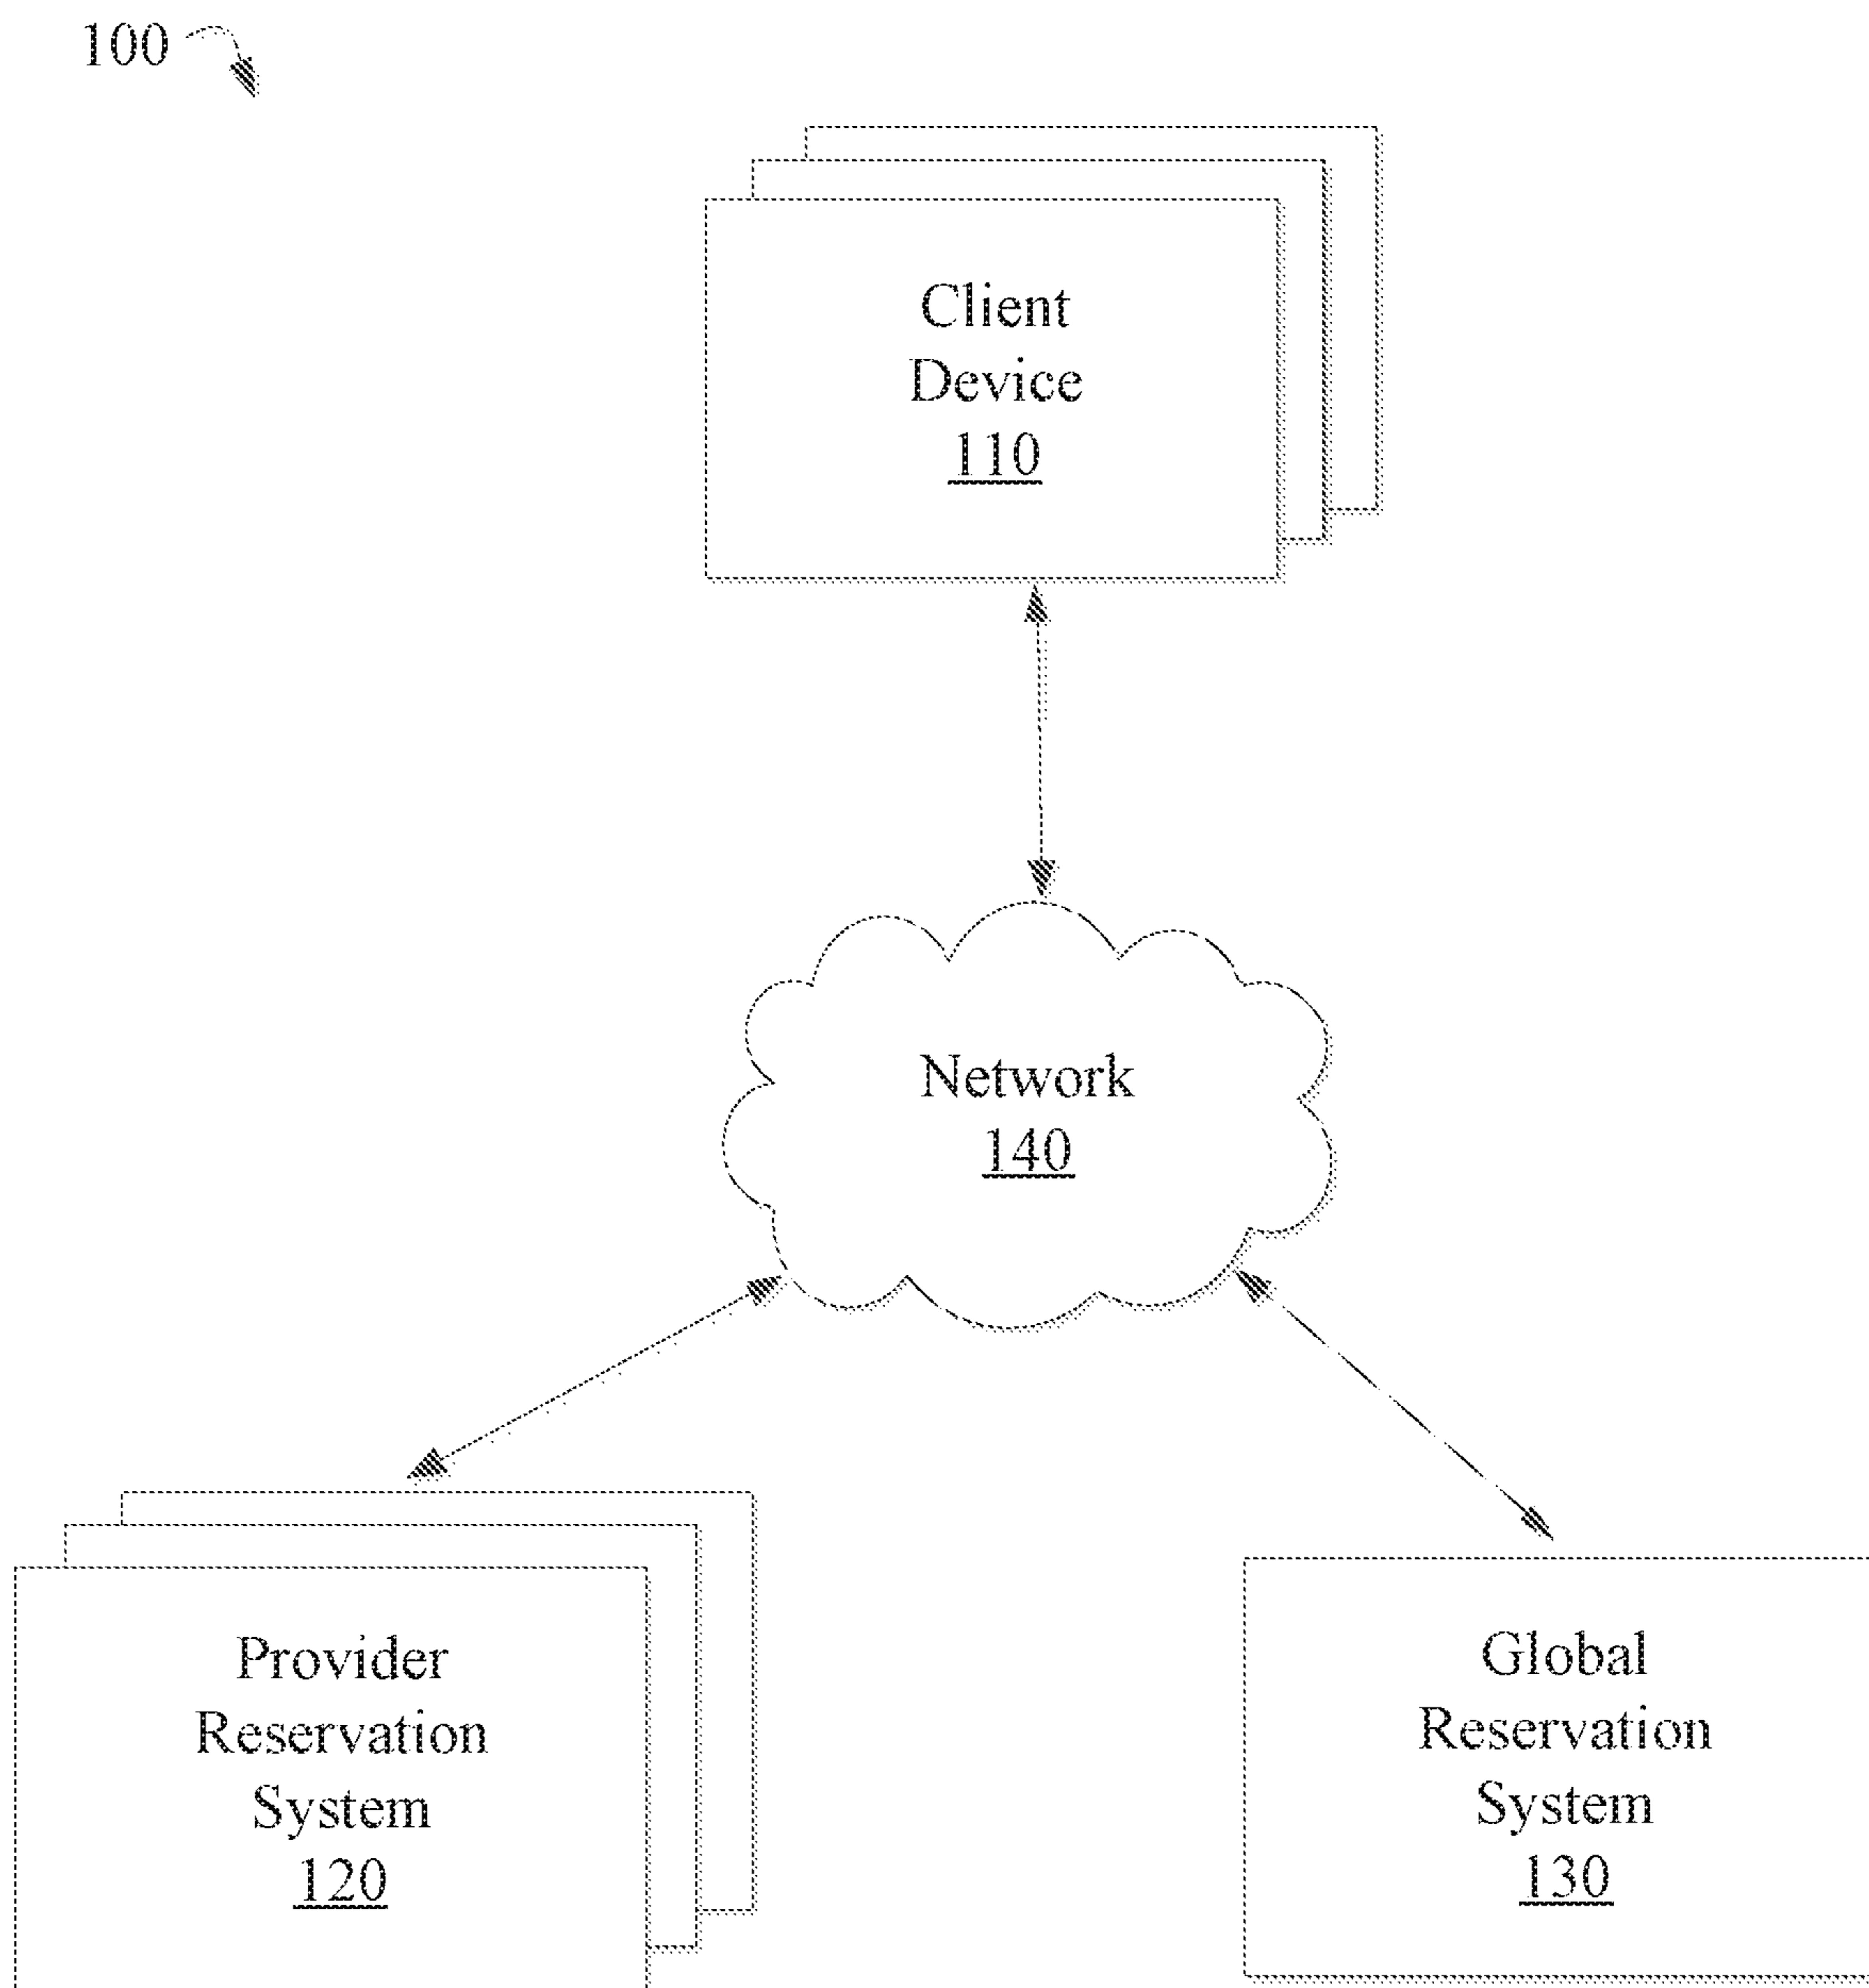 100
Client
Device
110
Network
140
Provider
Reservation
System
120
Global
Reservation
System
130